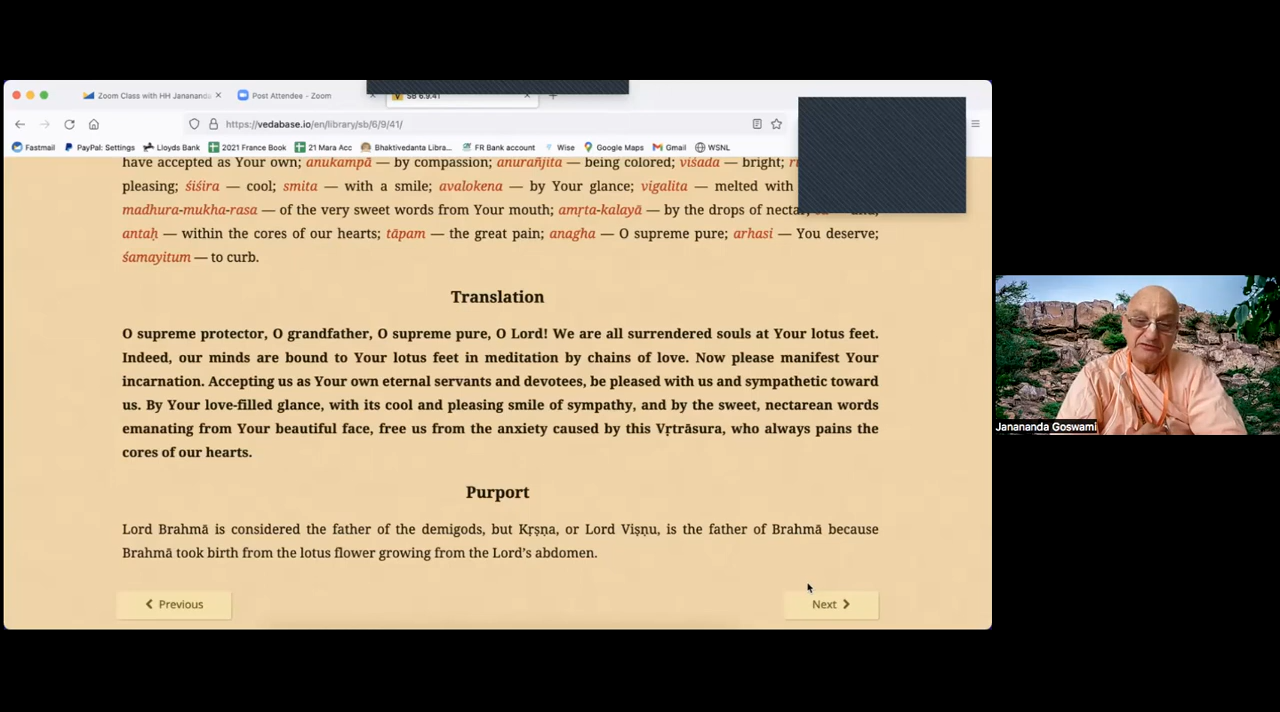 Zoom Class with HH Jananand
Post Attendee - Zoom
SB 6.9.41
https://vedabase.io/en/library/sb/6/9/41/
Fastmail PayPal: Settings 2021 France Book 21 Mara Acc Lloyds Bank Bhaktivedanta Libra... FR Bank account Wise Google Maps Gmail WSNL
have accepted as Your own; anukampā — by compassion; anurañjita — being colored; viśada — bright;
pleasing; śiśira — cool; smita — with a smile; avalokena — by Your glance; vigalita — melted with
madhura-mukha-rasa — of the very sweet words from Your mouth; amṛta-kalayā — by the drops of nectar;
antaḥ — within the cores of our hearts; tāpam — the great pain; anagha — O supreme pure; arhasi — You deserve;
śamayitum — to curb.
Translation
O supreme protector, O grandfather, O supreme pure, O Lord! We are all surrendered souls at Your lotus feet.
Indeed, our minds are bound to Your lotus feet in meditation by chains of love. Now please manifest Your
incarnation. Accepting us as Your own eternal servants and devotees, be pleased with us and sympathetic toward
us. By Your love-filled glance, with its cool and pleasing smile of sympathy, and by the sweet, nectarean words
emanating from Your beautiful face, free us from the anxiety caused by this Vṛtrāsura, who always pains the
cores of our hearts.
Purport
Lord Brahmā is considered the father of the demigods, but Kṛṣṇa, or Lord Viṣṇu, is the father of Brahmā because
Brahmā took birth from the lotus flower growing from the Lord's abdomen.
Previous
Next
Janananda Goswami